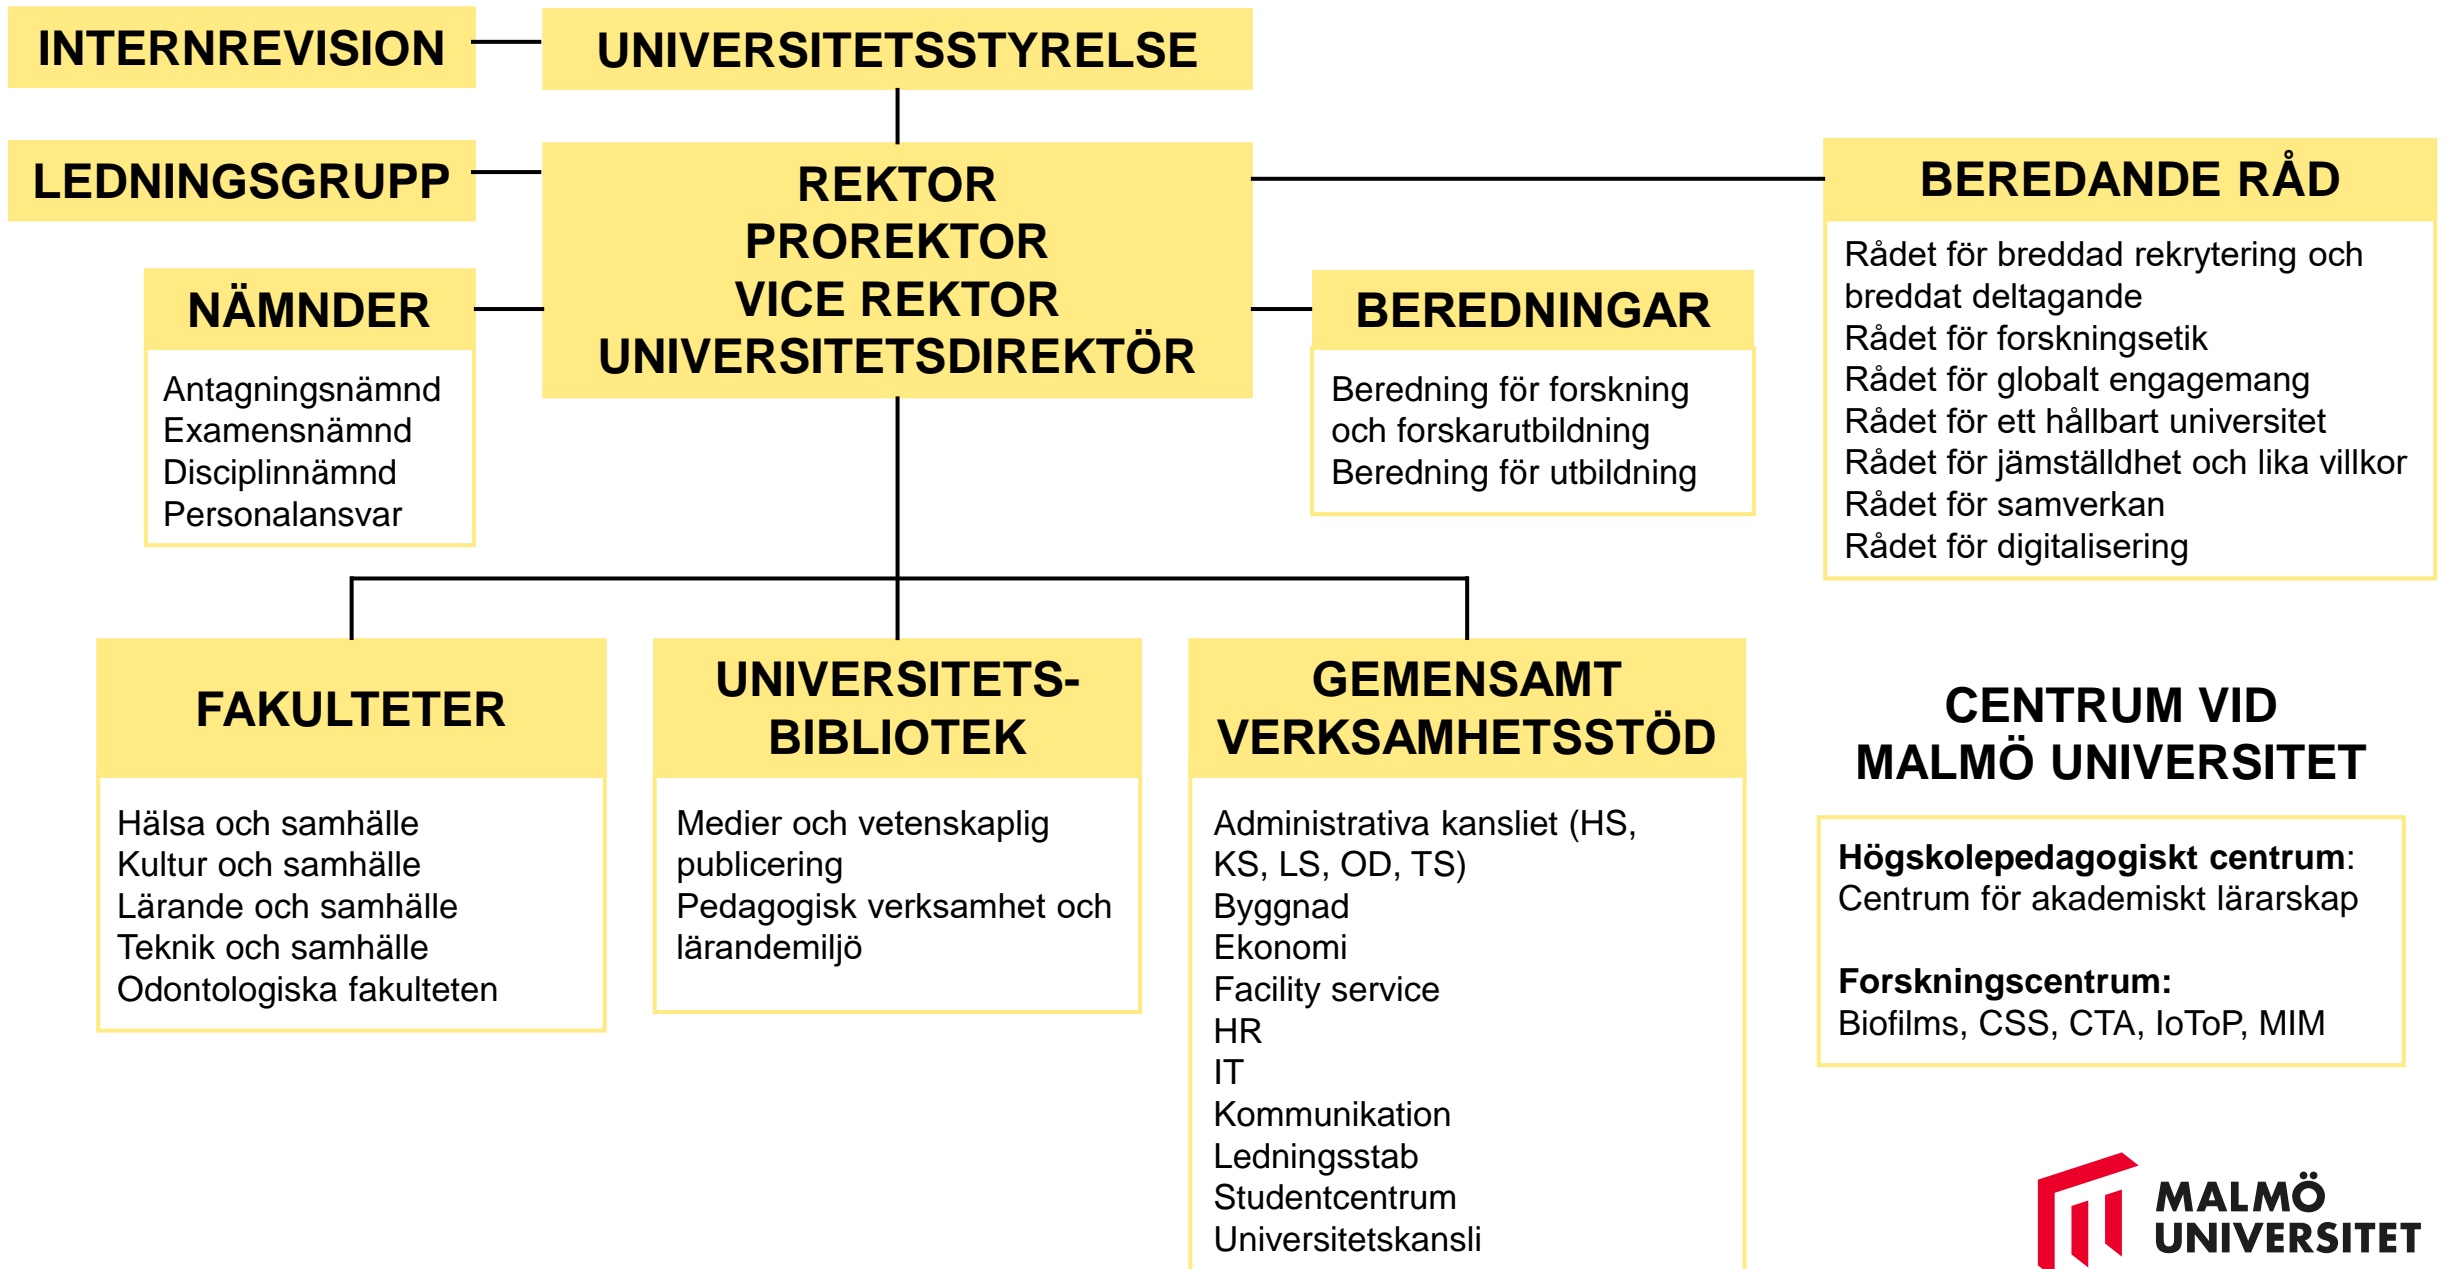 INTERNREVISION
UNIVERSITETSSTYRELSE
LEDNINGSGRUPP
REKTOR
PROREKTOR
VICE REKTOR
UNIVERSITETSDIREKTÖR
BEREDANDE RÅD
Rådet för breddad rekrytering och
breddat deltagande
Rådet för forskningsetik
Rådet för globalt engagemang
Rådet för ett hållbart universitet
Rådet för jämställdhet och lika villkor
Rådet för samverkan
Rådet för digitalisering
NÄMNDER
Antagningsnämnd
Examensnämnd
Disciplinnämnd
Personalansvar
BEREDNINGAR
Beredning för forskning
och forskarutbildning
Beredning för utbildning
FAKULTETER
Hälsa och samhälle
Kultur och samhälle
Lärande och samhälle
Teknik och samhälle
Odontologiska fakulteten
UNIVERSITETS-
BIBLIOTEK
Medier och vetenskaplig
publicering
Pedagogisk verksamhet och
lärandemiljö
GEMENSAMT
VERKSAMHETSSTÖD
Administrativa kansliet (HS,
KS, LS, OD, TS)
Byggnad
Ekonomi
Facility service
HR
IT
Kommunikation
Ledningsstab
Studentcentrum
Universitetskansli
CENTRUM VID
MALMÖ UNIVERSITET
Högskolepedagogiskt centrum:
Centrum för akademiskt lärarskap
Forskningscentrum:
Biofilms, CSS, CTA, IoToP, MIM
MALMÖ
UNIVERSITET